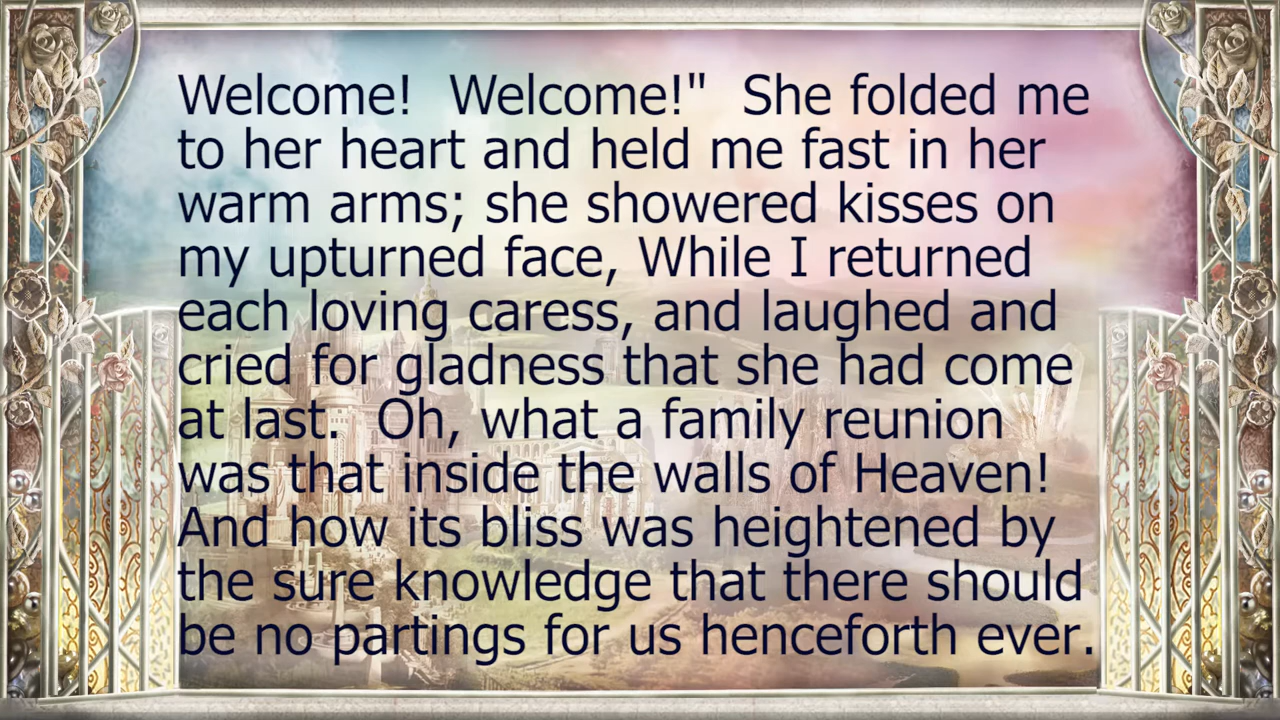 Welcome!  Welcome!"  She folded me
to her heart and held me fast in her
warm arms; she showered kisses on
my upturned face, While I returned
each loving caress, and laughed and
cried for gladness that she had come
at last.  Oh, what a family reunion
was that inside the walls of Heaven!
And how its bliss was heightened by
the sure knowledge that there should
be no partings for us henceforth ever.